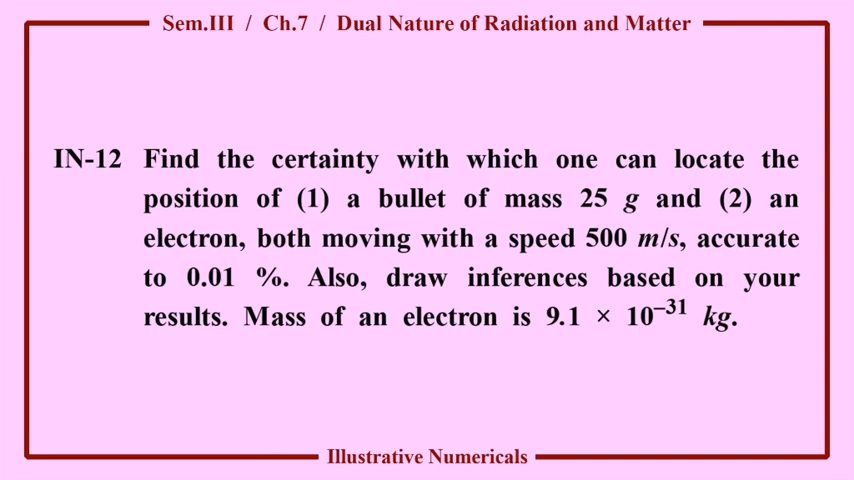 Sem.III / Ch.7 / Dual Nature of Radiation and Matter
IN-12 Find the certainty with which one can locate the
position of (1) a bullet of mass 25 g and (2) an
electron, both moving with a speed 500 m/s, accurate
to 0.01 %. Also, draw inferences based on your
results. Mass of an electron is 9.1 × 10⁻³¹ kg.
Illustrative Numericals